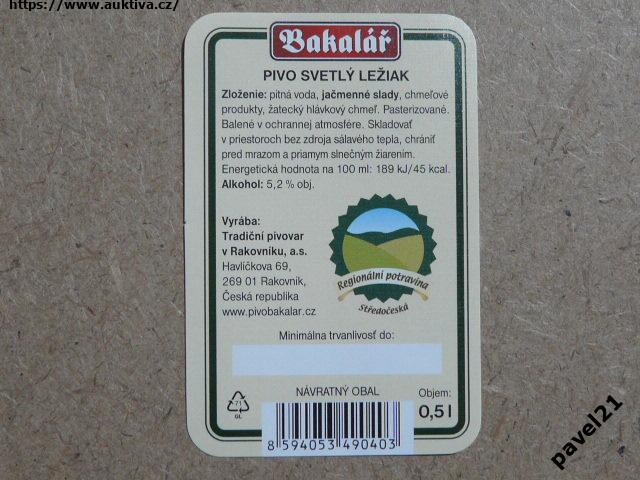 https://www.auktiva.cz/
Bakalář
PIVO SVETLÝ LEŽIAK
Zloženie: pitná voda, jačmenné slady, chmeľové
produkty, žatecký hlávkový chmeľ. Pasterizované.
Balené v ochrannej atmosfére. Skladovať
v priestoroch bez zdroja sálavého tepla, chrániť
pred mrazom a priamym slnečným žiarením.
Energetická hodnota na 100 ml: 189 kJ/45 kcal.
Alkohol: 5,2 % obj.
Vyrába:
Tradiční pivovar
v Rakovníku, a.s.
Havlíčkova 69,
269 01 Rakovník,
Česká republika
www.pivobakalar.cz
Regionální potravina
Středočeská
Minimálna trvanlivosť do:
NÁVRATNÝ OBAL
Objem:
0,5 l
71
GL
8 594053 490403
pavel21